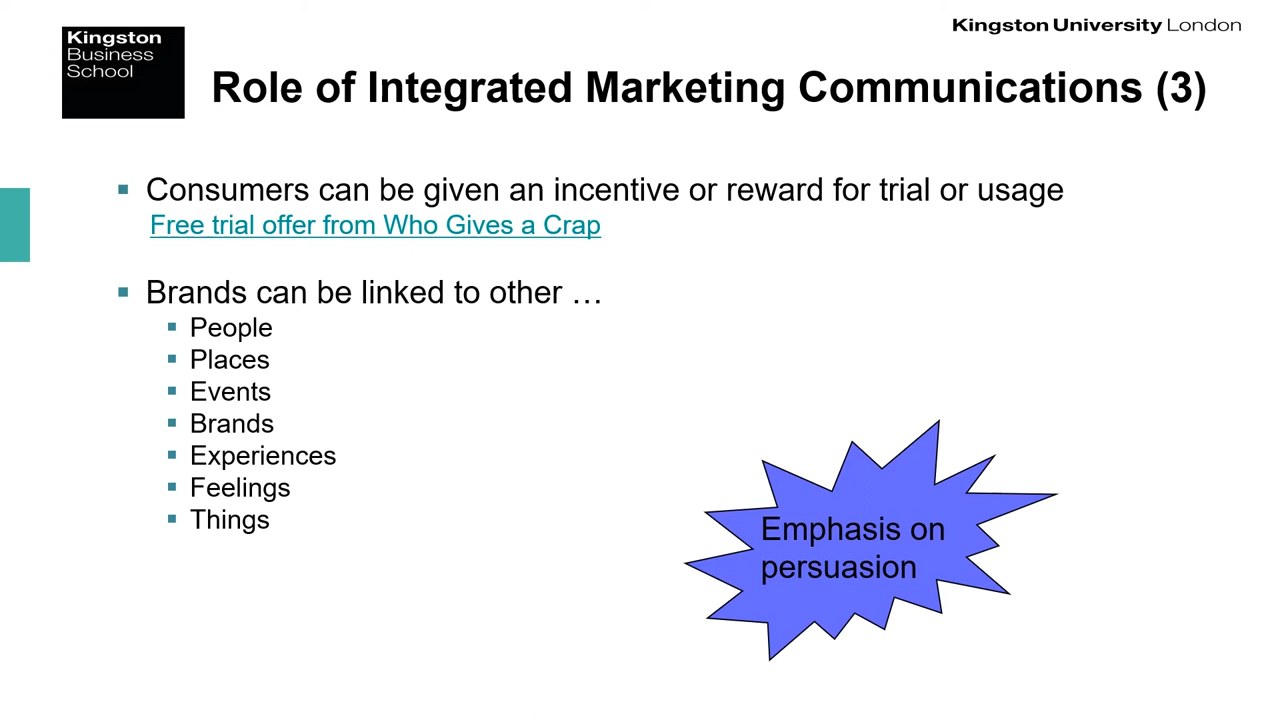 Kingston
Business
School
Kingston University London
Role of Integrated Marketing Communications (3)
Consumers can be given an incentive or reward for trial or usage
Free trial offer from Who Gives a Crap
Brands can be linked to other …
People
Places
Events
Brands
Experiences
Feelings
Things
Emphasis on
persuasion